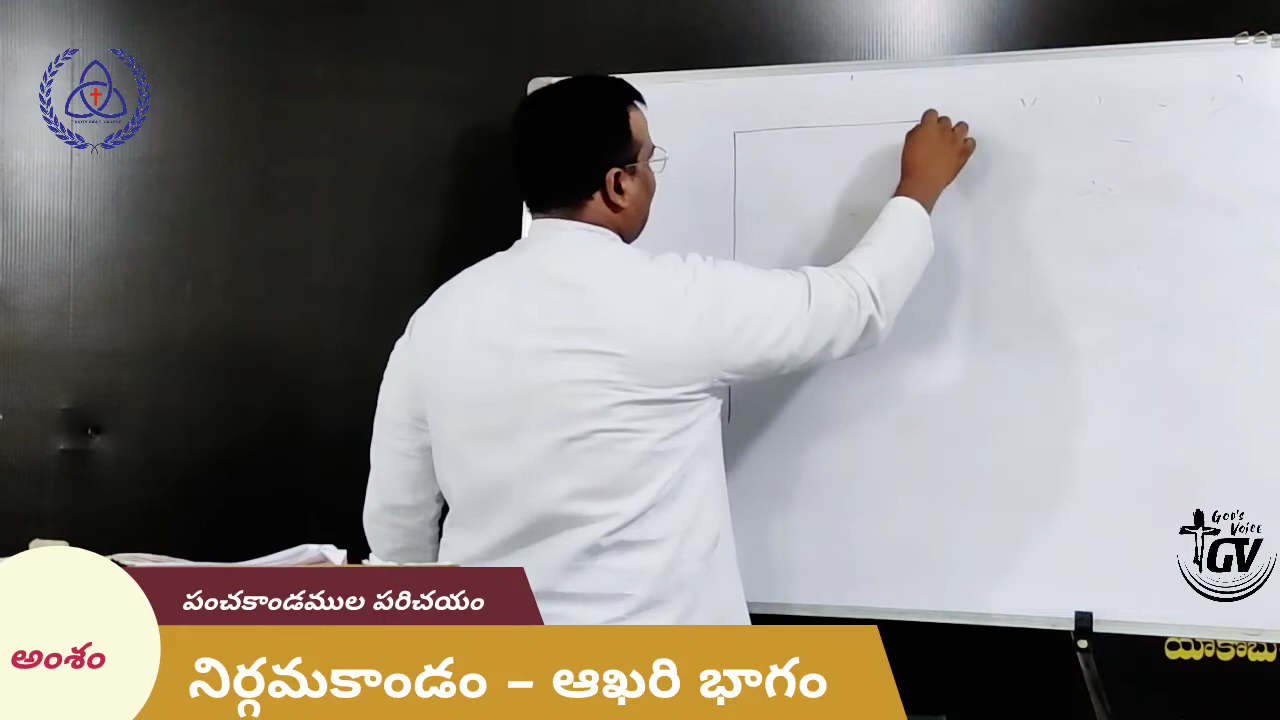 GOD'S
VOICE
GV
పంచకాండముల పరిచయం
అంశం
నిర్గమకాండం - ఆఖరి భాగం
యాకోబు